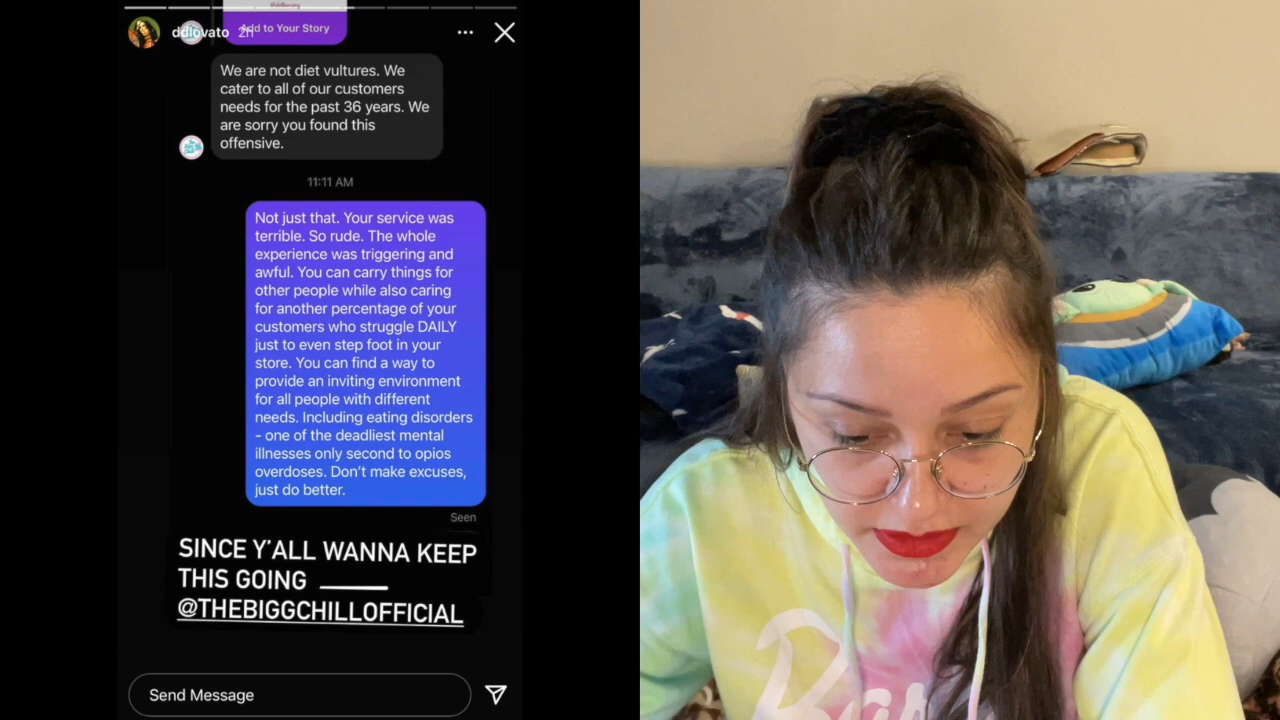 Add to Your Story
ddlovato 2h
We are not diet vultures. We
cater to all of our customers
needs for the past 36 years. We
are sorry you found this
offensive.
11:11 AM
Not just that. Your service was
terrible. So rude. The whole
experience was triggering and
awful. You can carry things for
other people while also caring
for another percentage of your
customers who struggle DAILY
just to even step foot in your
store. You can find a way to
provide an inviting environment
for all people with different
needs. Including eating disorders
- one of the deadliest mental
illnesses only second to opios
overdoses. Don't make excuses,
just do better.
Seen
SINCE Y'ALL WANNA KEEP
THIS GOING
@THEBIGGCHILLOFFICIAL
Send Message